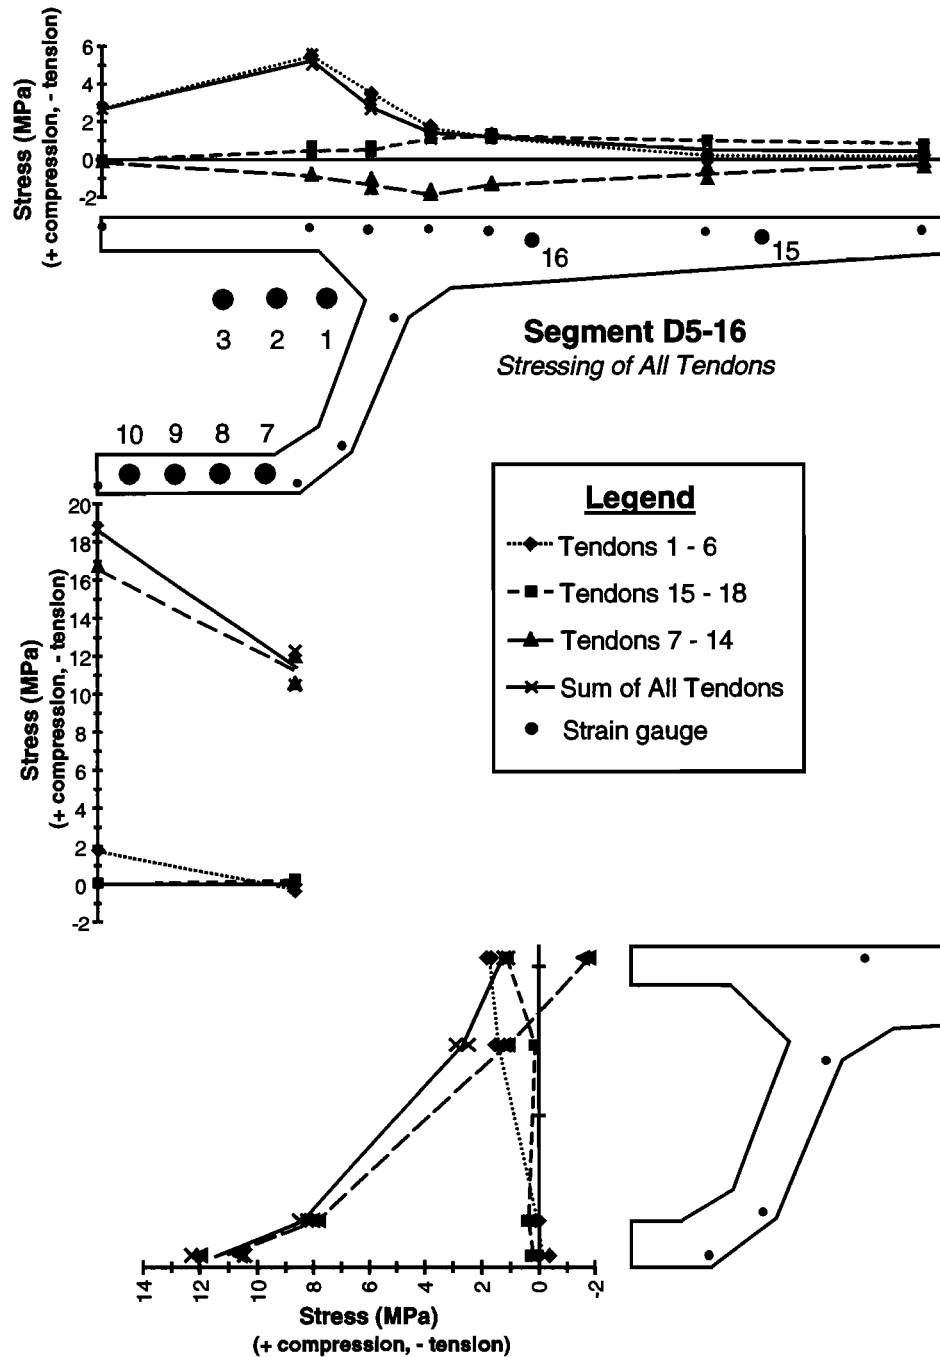 Stress (MPa)
(+ compression, - tension)
6
4
2
0
-2
16
15
3
2
1
Segment D5-16
Stressing of All Tendons
10
9
8
7
Stress (MPa)
(+ compression, - tension)
20
18
16
14
12
10
8
6
4
2
0
-2
Legend
Tendons 1 - 6
Tendons 15 - 18
Tendons 7 - 14
Sum of All Tendons
Strain gauge
14
12
10
8
6
4
2
0
-2
Stress (MPa)
(+ compression, - tension)